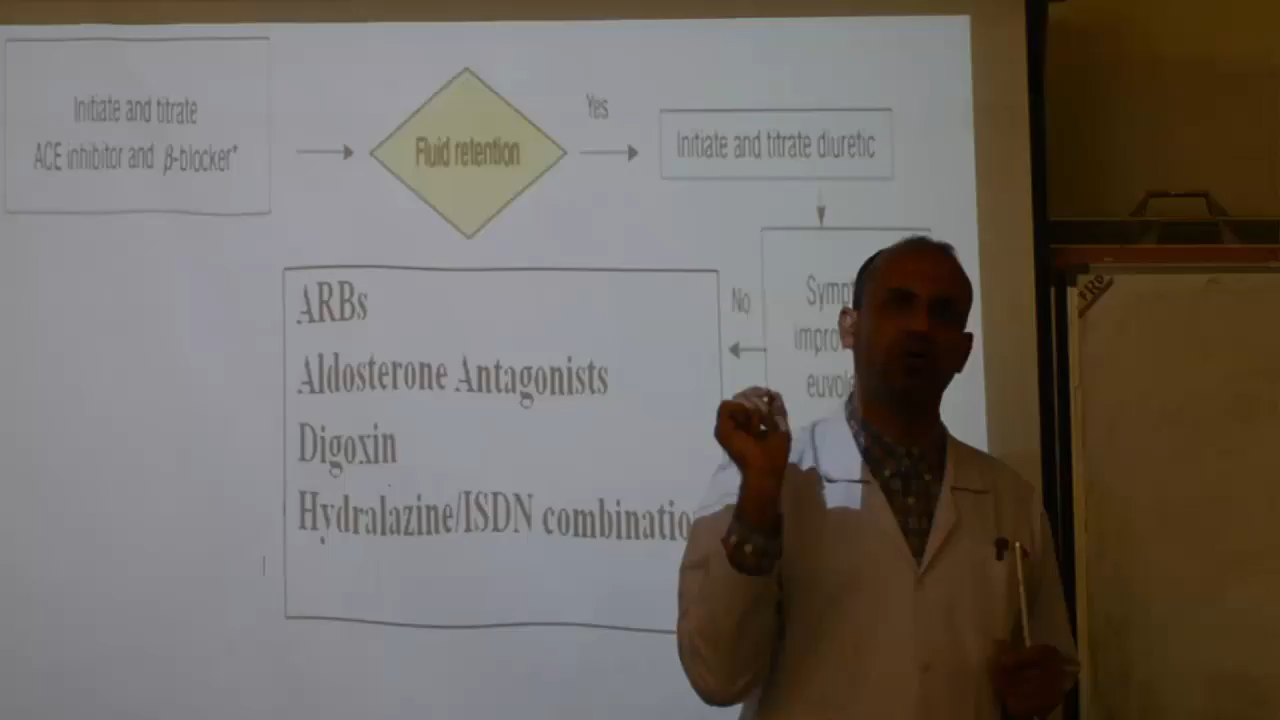 Initiate and titrate
ACE inhibitor and β-blocker*
Fluid retention
Yes
Initiate and titrate diuretic
No
ARBs
Aldosterone Antagonists
Digoxin
Hydralazine/ISDN